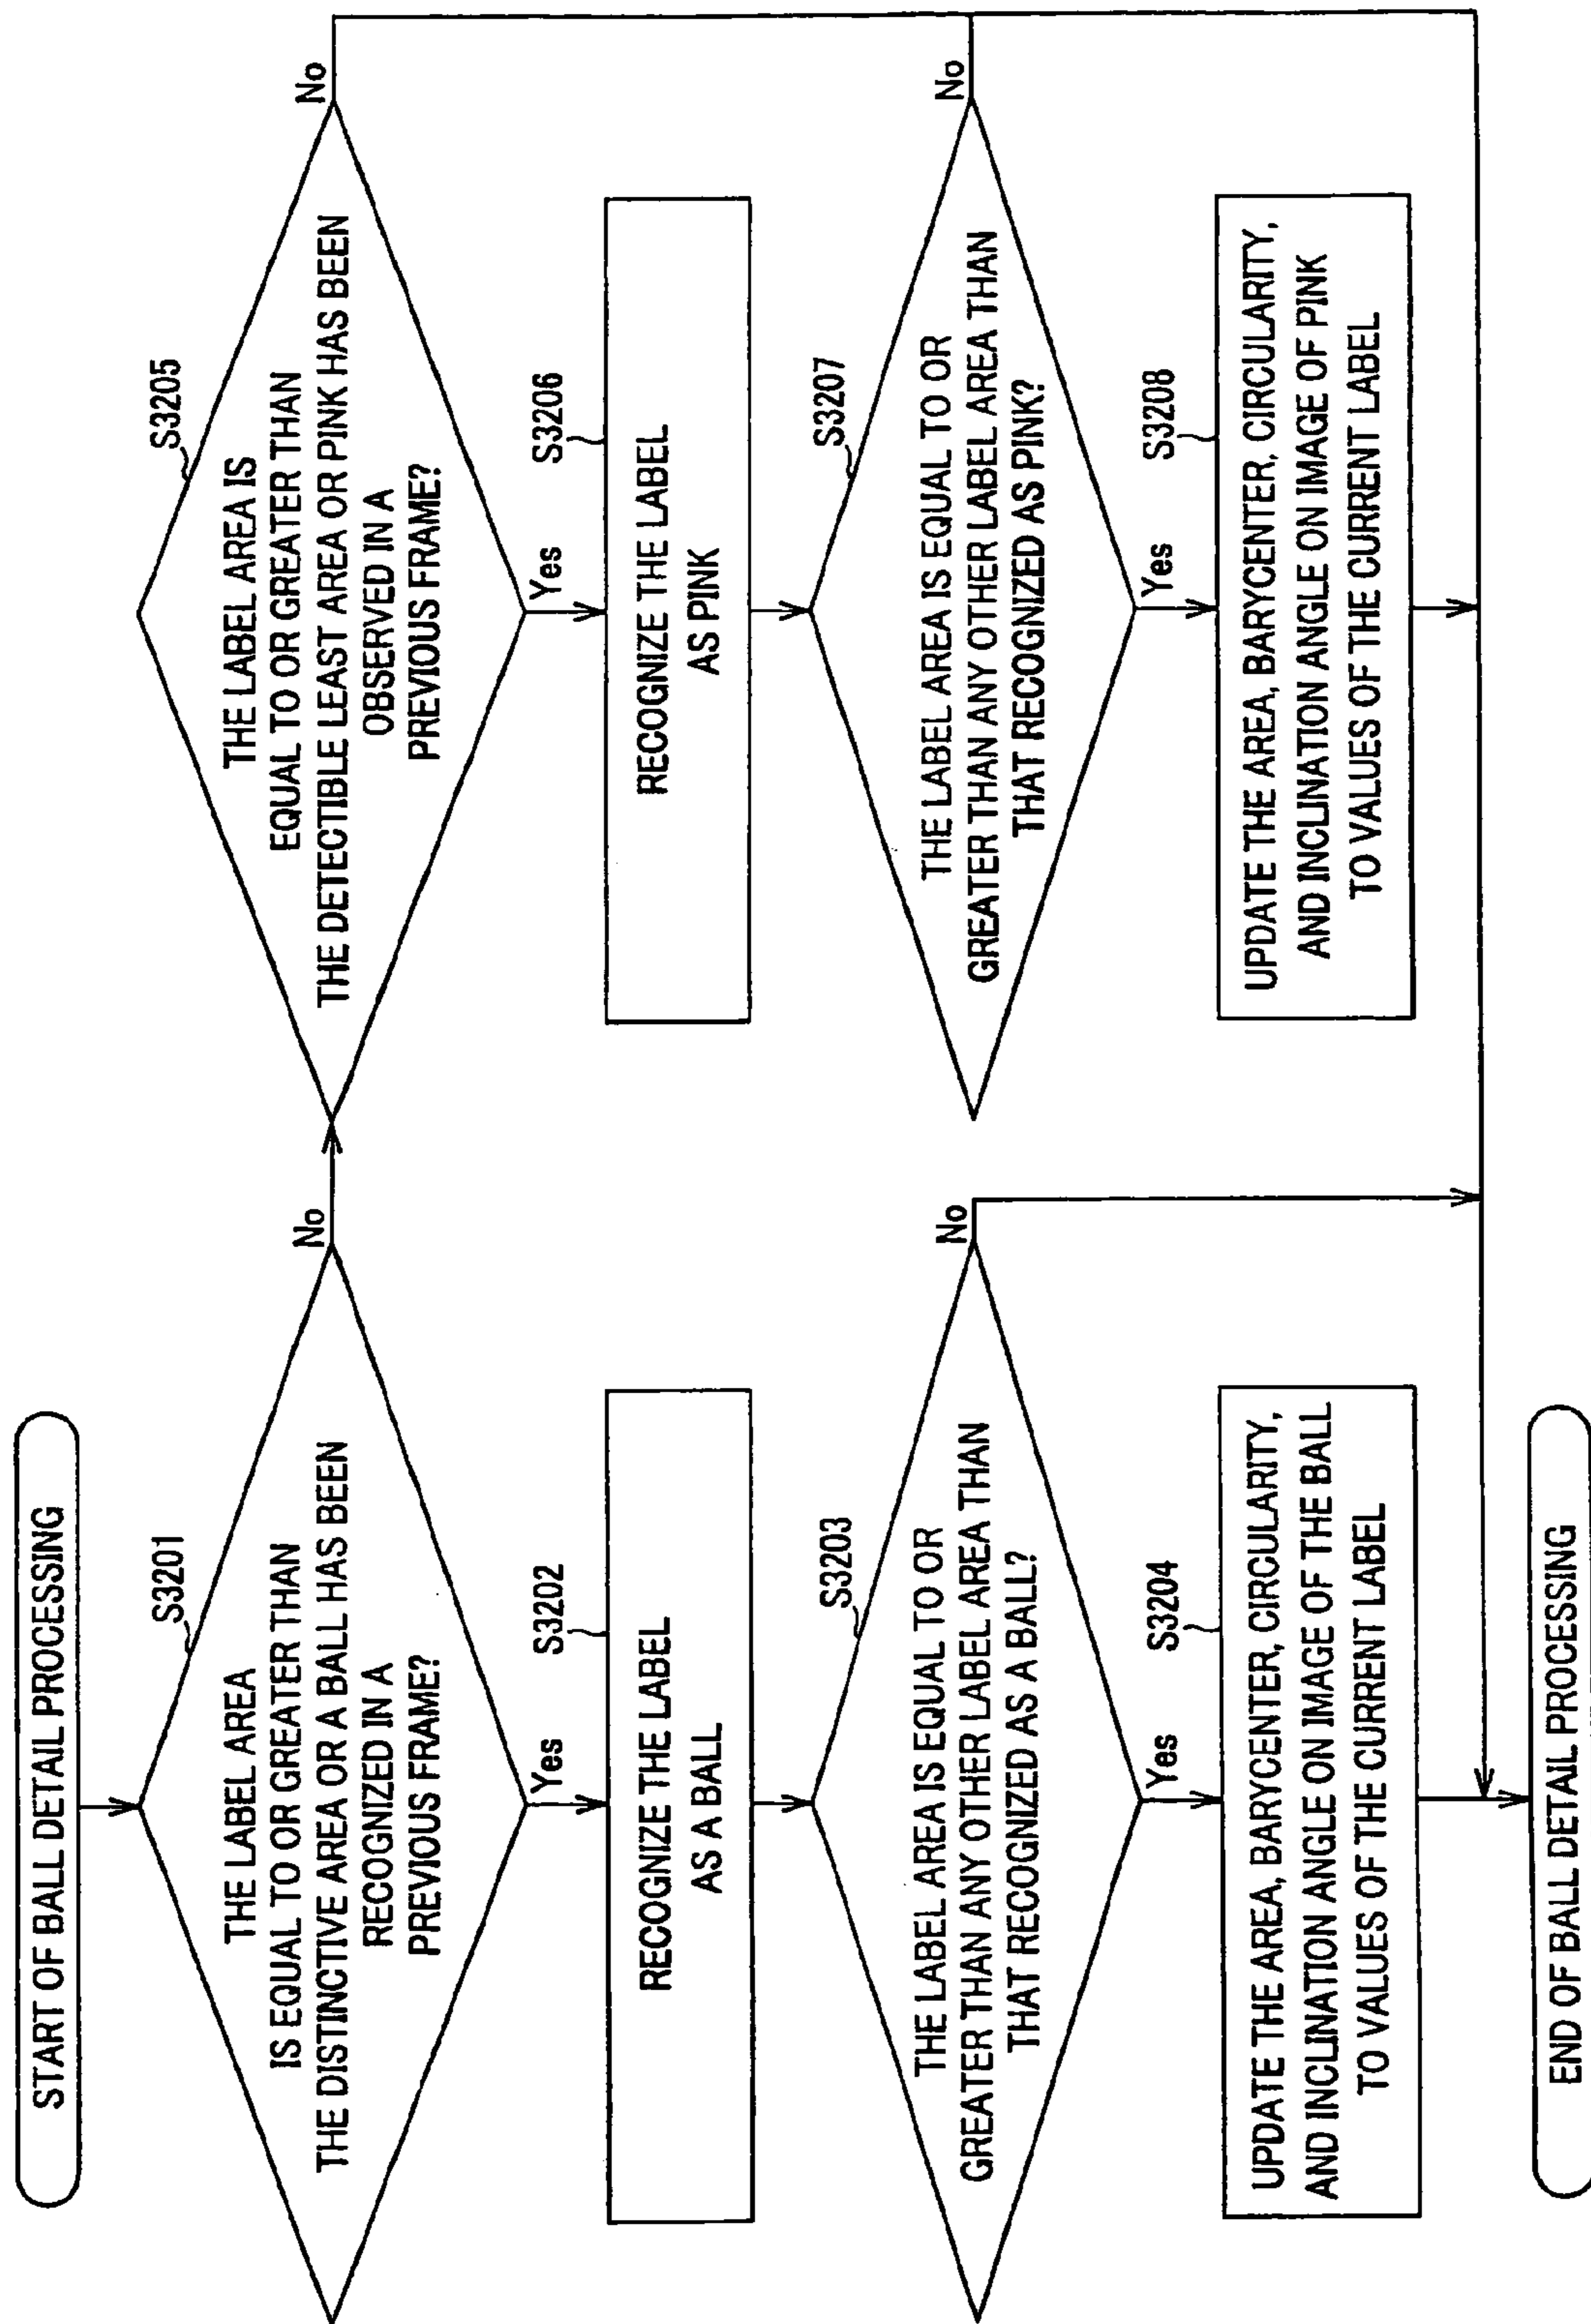 START OF BALL DETAIL PROCESSING
S3201
THE LABEL AREA
IS EQUAL TO OR GREATER THAN
THE DISTINCTIVE AREA OR A BALL HAS BEEN
RECOGNIZED IN A
PREVIOUS FRAME?
No
Yes
S3202
RECOGNIZE THE LABEL
AS A BALL
S3203
THE LABEL AREA IS EQUAL TO OR
GREATER THAN ANY OTHER LABEL AREA THAN
THAT RECOGNIZED AS A BALL?
No
Yes
S3204
UPDATE THE AREA, BARYCENTER, CIRCULARITY,
AND INCLINATION ANGLE ON IMAGE OF THE BALL
TO VALUES OF THE CURRENT LABEL
END OF BALL DETAIL PROCESSING
S3205
THE LABEL AREA IS
EQUAL TO OR GREATER THAN
THE DETECTIBLE LEAST AREA OR PINK HAS BEEN
OBSERVED IN A
PREVIOUS FRAME?
No
Yes
S3206
RECOGNIZE THE LABEL
AS PINK
S3207
THE LABEL AREA IS EQUAL TO OR
GREATER THAN ANY OTHER LABEL AREA THAN
THAT RECOGNIZED AS PINK?
No
Yes
S3208
UPDATE THE AREA, BARYCENTER, CIRCULARITY,
AND INCLINATION ANGLE ON IMAGE OF PINK
TO VALUES OF THE CURRENT LABEL